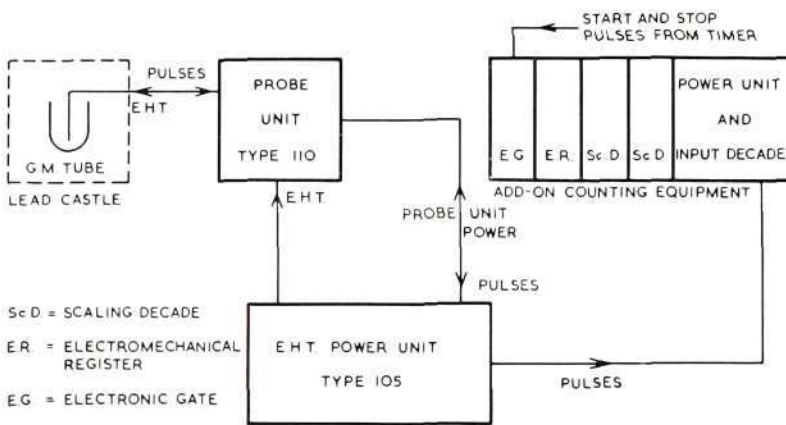 START AND STOP
PULSES FROM TIMER
PULSES
E.H.T.
G.M. TUBE
LEAD CASTLE
PROBE
UNIT
TYPE 110
E.G
E.R.
Sc.D
Sc.D
POWER UNIT
AND
INPUT DECADE
ADD-ON COUNTING EQUIPMENT
E.H.T.
PROBE UNIT
POWER
PULSES
Sc.D = SCALING DECADE
E.R. = ELECTROMECHANICAL
REGISTER
E.G = ELECTRONIC GATE
E.H.T. POWER UNIT
TYPE 105
PULSES